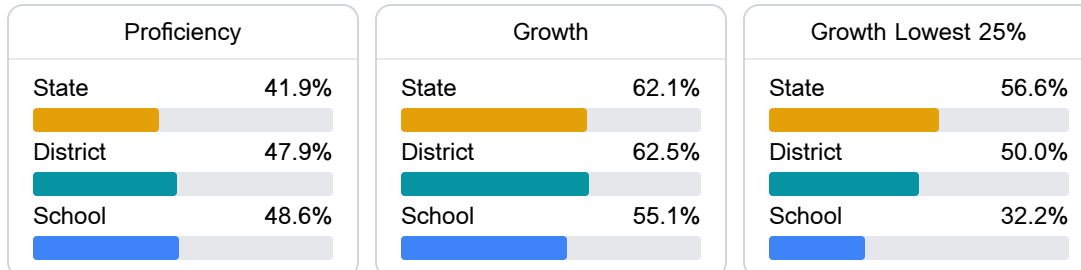 Proficiency
State 41.9%
District 47.9%
School 48.6%
Growth
State 62.1%
District 62.5%
School 55.1%
Growth Lowest 25%
State 56.6%
District 50.0%
School 32.2%